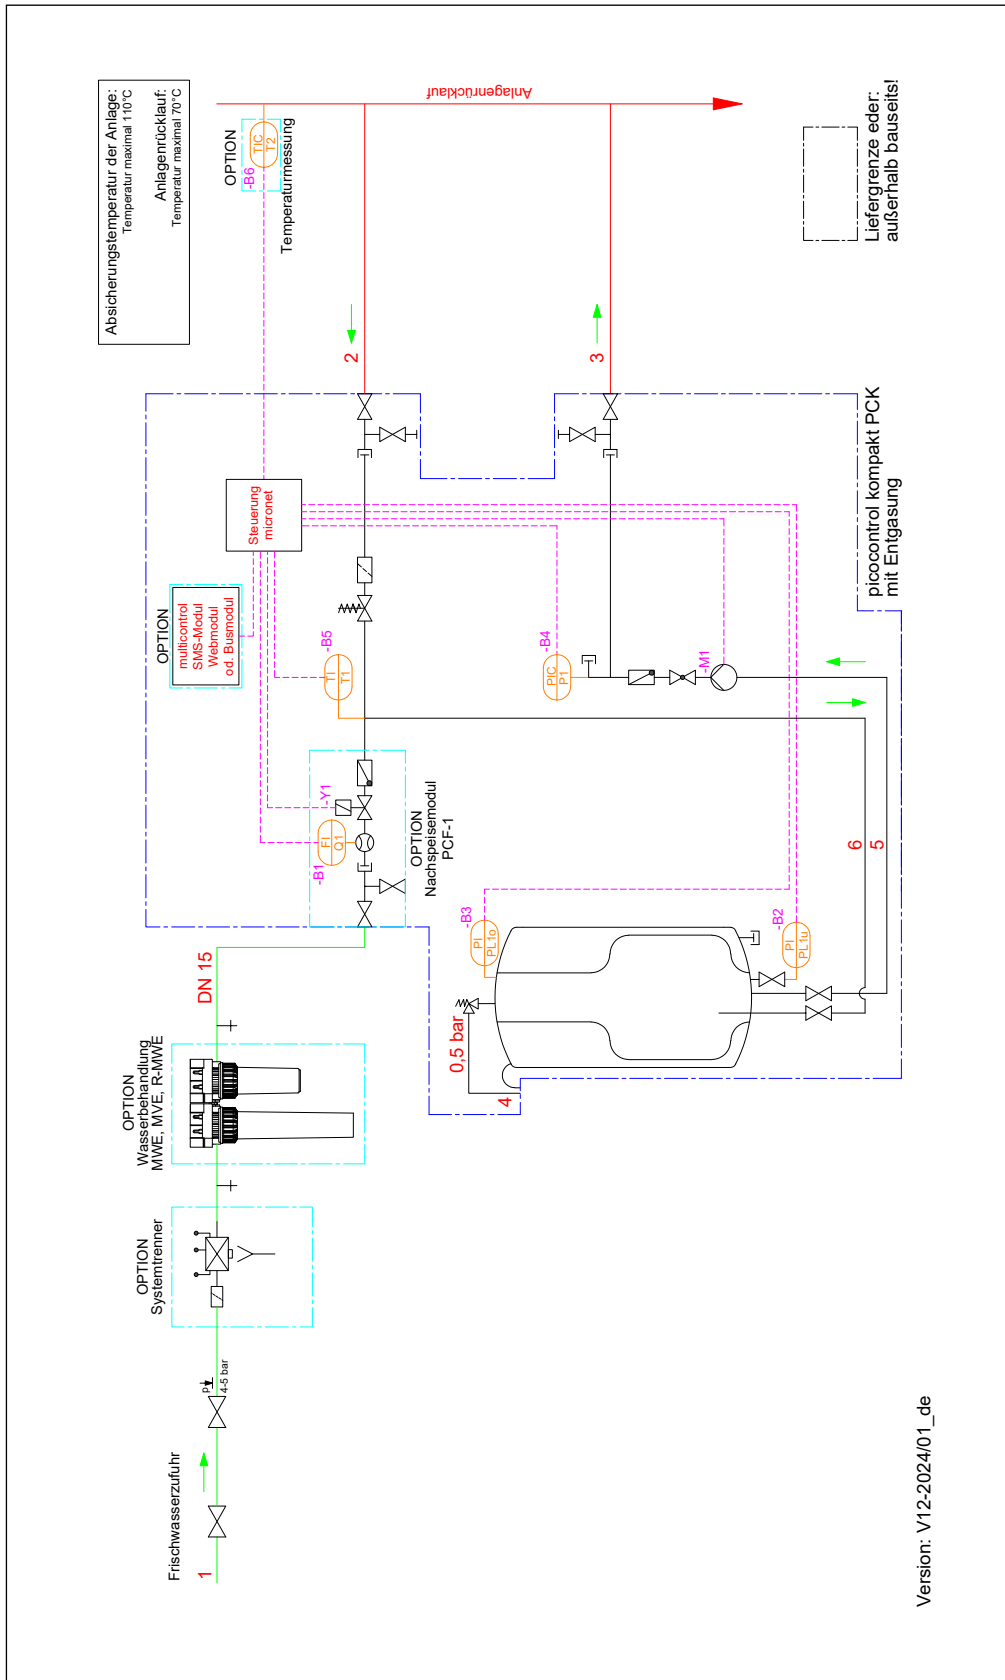 Absicherungstemperatur der Anlage:
Temperatur maximal 110°C
Anlagenrücklauf:
Temperatur maximal 70°C
Anlagenrücklauf
OPTION
-B6
TIC
T2
Temperaturmessung
Liefergrenze eder:
außerhalb bauseits!
2
3
picocontrol kompakt PCK
mit Entgasung
Steuerung
micronet
OPTION
multicontrol
SMS-Modul
Webmodul
od. Busmodul
-B5
TI
T1
-B4
PIC
P1
-M1
-Y1
-B1
FI
Q1
OPTION
Nachspeisemodul
PCF-1
6
5
-B3
PI
PL1o
-B2
PI
PL1u
0,5 bar
4
DN 15
OPTION
Wasserbehandlung
MWE, MVE, R-MWE
OPTION
Systemtrenner
p
4-5 bar
Frischwasserzufuhr
1
Version: V12-2024/01_de